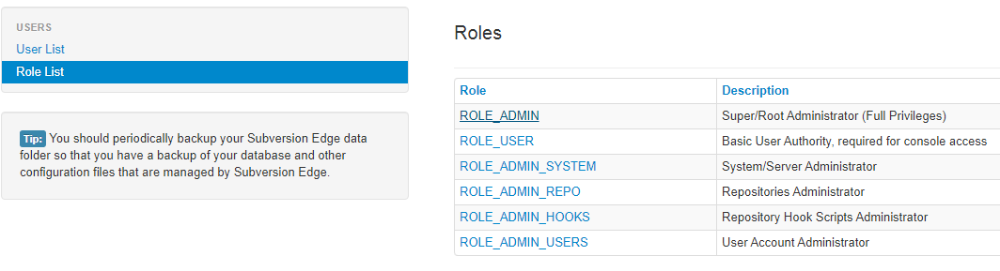 USERS
User List
Role List
Tip: You should periodically backup your Subversion Edge data
folder so that you have a backup of your database and other
configuration files that are managed by Subversion Edge.
Roles
Role Description
ROLE_ADMIN Super/Root Administrator (Full Privileges)
ROLE_USER Basic User Authority, required for console access
ROLE_ADMIN_SYSTEM System/Server Administrator
ROLE_ADMIN_REPO Repositories Administrator
ROLE_ADMIN_HOOKS Repository Hook Scripts Administrator
ROLE_ADMIN_USERS User Account Administrator